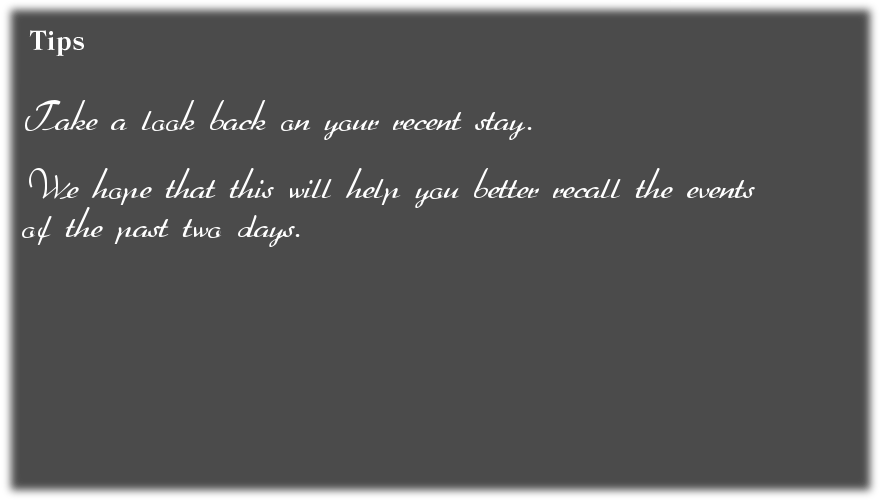 Tips
Take a look back on your recent stay.
We hope that this will help you better recall the events
of the past two days.